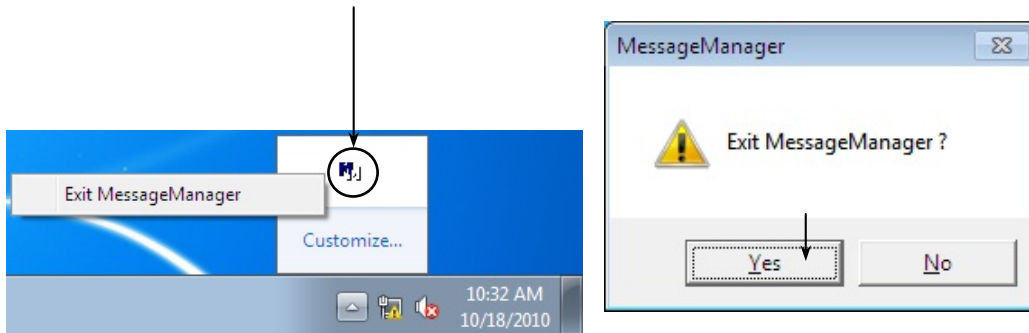 Exit MessageManager
Customize...
10:32 AM
10/18/2010
MessageManager
Exit MessageManager ?
Yes
No